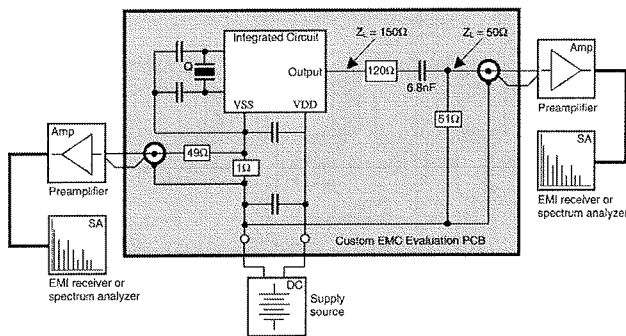 Integrated Circuit
Z_L = 150Ω
Z_L = 50Ω
Amp
Q
Output
120Ω
6.8nF
Preamplifier
VSS
VDD
51Ω
Amp
49Ω
1Ω
SA
Preamplifier
EMI receiver or
spectrum analyzer
SA
Custom EMC Evaluation PCB
EMI receiver or
spectrum analyzer
DC
Supply
source